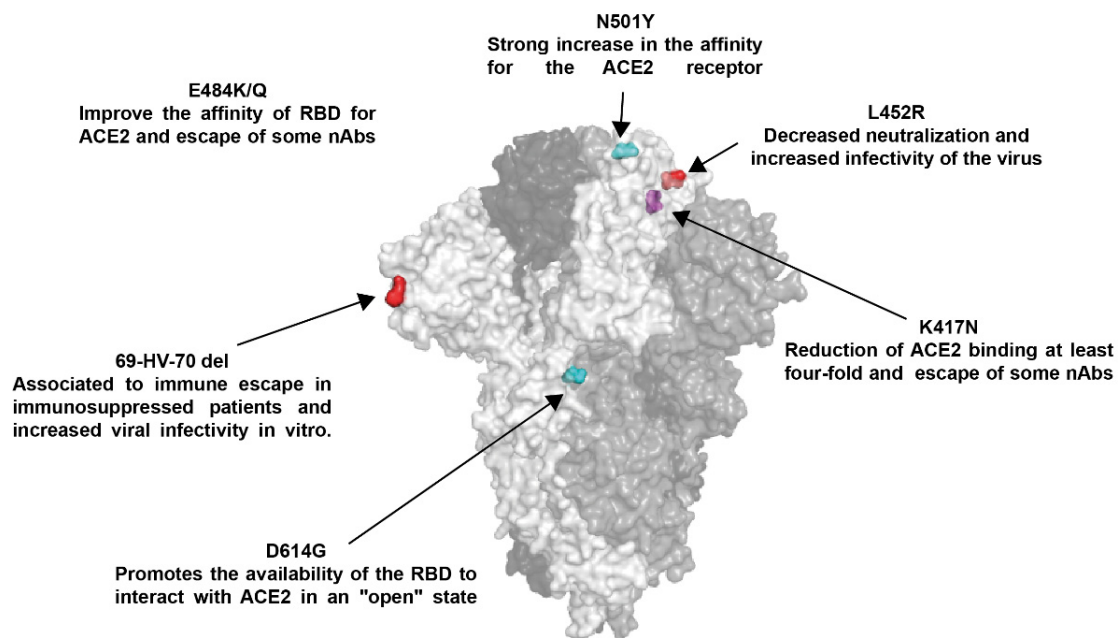 N501Y
Strong increase in the affinity
for the ACE2 receptor
E484K/Q
Improve the affinity of RBD for
ACE2 and escape of some nAbs
L452R
Decreased neutralization and
increased infectivity of the virus
K417N
Reduction of ACE2 binding at least
four-fold and escape of some nAbs
69-HV-70 del
Associated to immune escape in
immunosuppressed patients and
increased viral infectivity in vitro.
D614G
Promotes the availability of the RBD to
interact with ACE2 in an "open" state